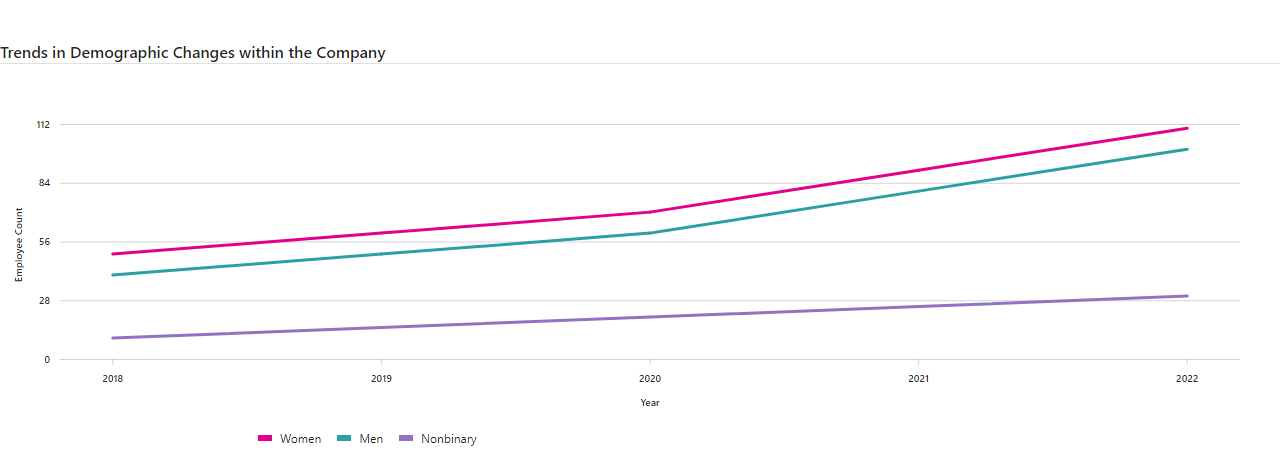 Trends in Demographic Changes within the Company
112
84
56
28
0
Employee Count
2018 2019 2020 2021 2022
Year
Women Men Nonbinary